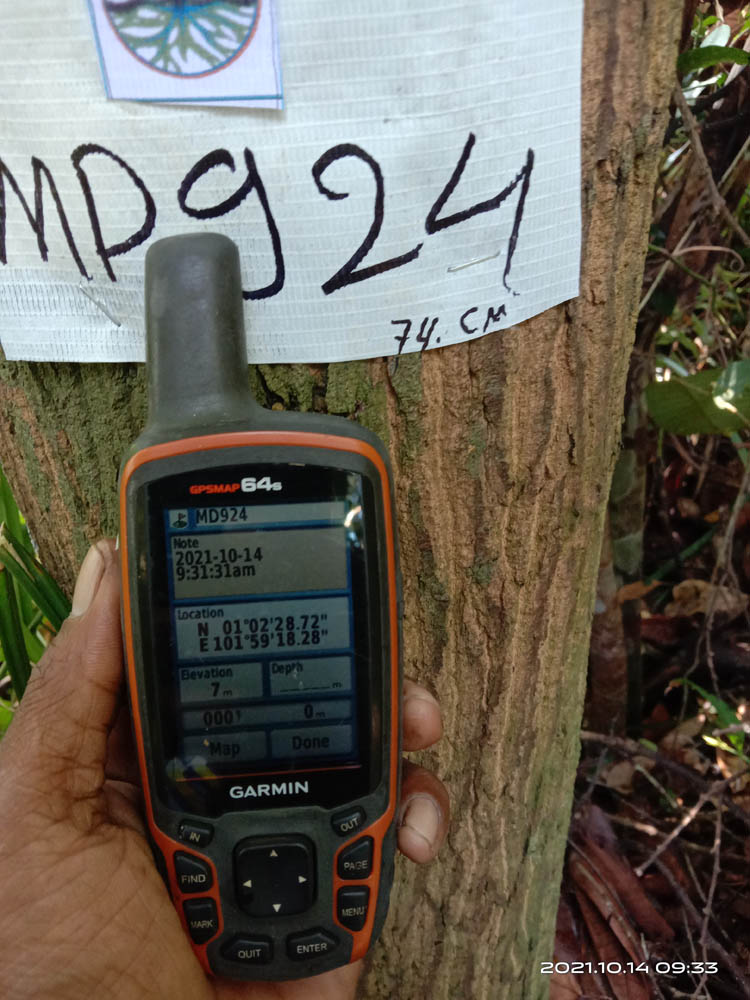 MD924
74. CM
GPSMAP 64s
MD924
Note
2021-10-14
9:31:31am
Location
N 01°02'28.72"
E 101°59'18.28"
Elevation Depth
7m ______m
0m
Map Done
GARMIN
IN OUT
FIND PAGE
MARK MENU
QUIT ENTER
2021.10.14 09:33